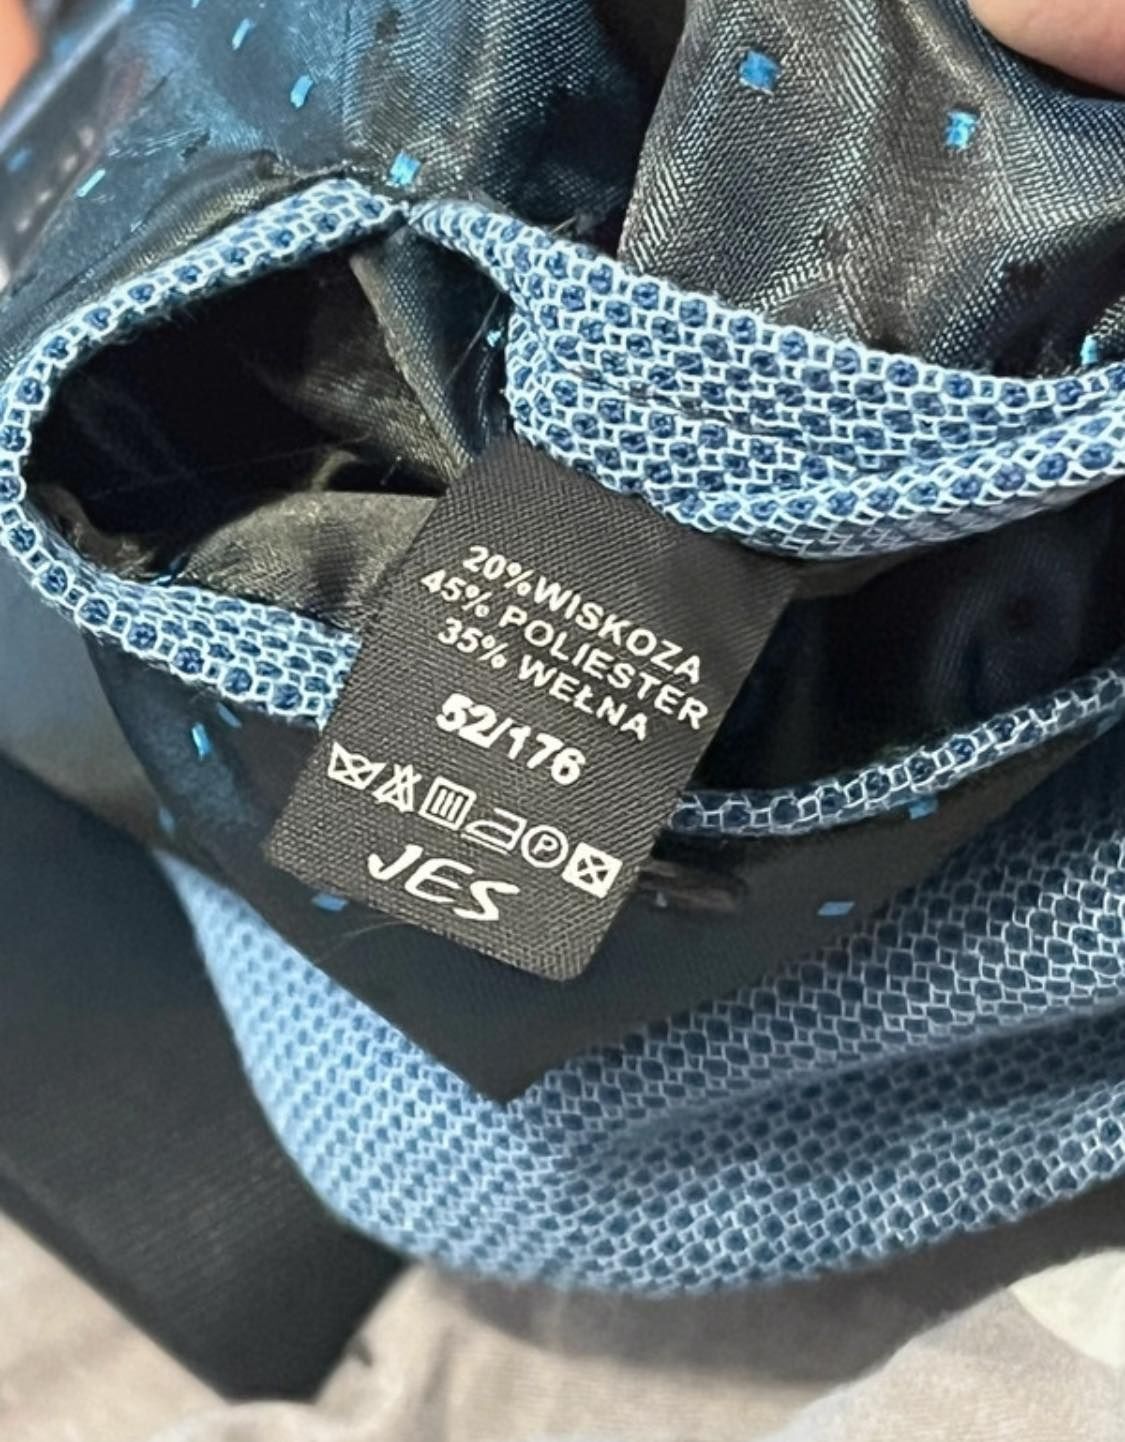 20%WISKOZA
45% POLIESTER
35% WEŁNA
52/176
P
JES